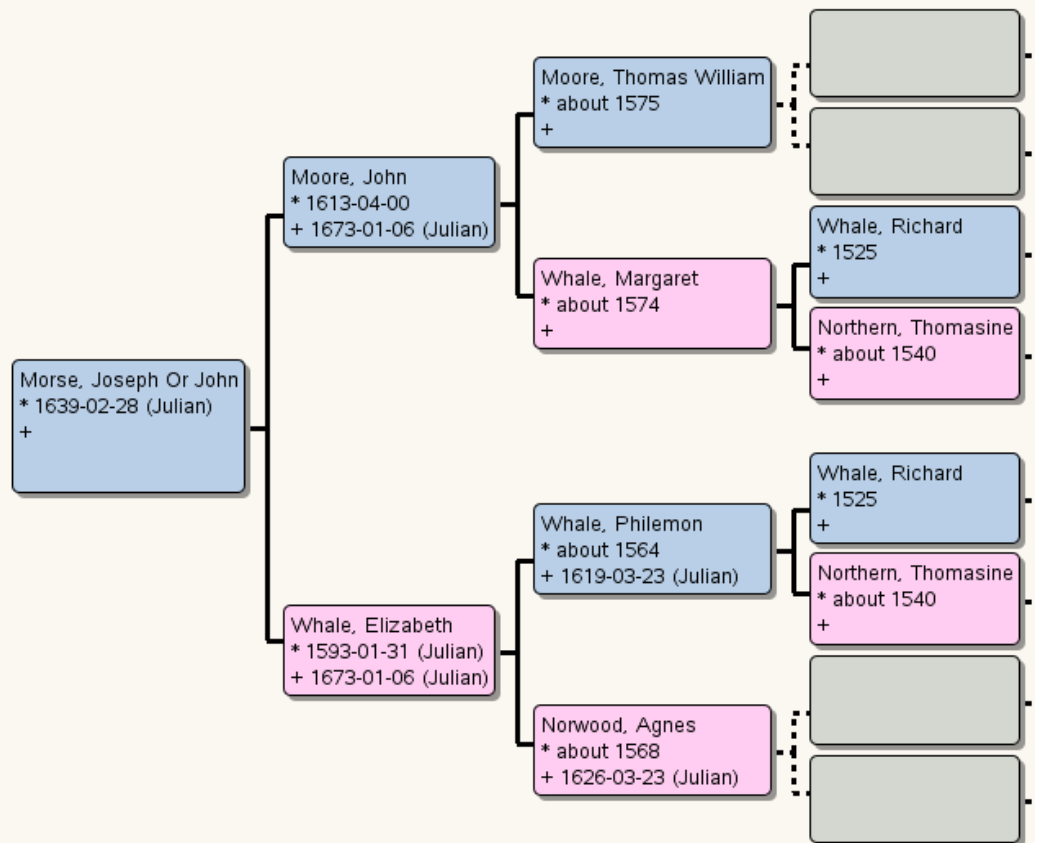 Morse, Joseph Or John
* 1639-02-28 (Julian)
+
Moore, John
* 1613-04-00
+ 1673-01-06 (Julian)
Whale, Elizabeth
* 1593-01-31 (Julian)
+ 1673-01-06 (Julian)
Moore, Thomas William
* about 1575
+
Whale, Margaret
* about 1574
+
Whale, Philemon
* about 1564
+ 1619-03-23 (Julian)
Norwood, Agnes
* about 1568
+ 1626-03-23 (Julian)
Whale, Richard
* 1525
+
Northern, Thomasine
* about 1540
+
Whale, Richard
* 1525
+
Northern, Thomasine
* about 1540
+